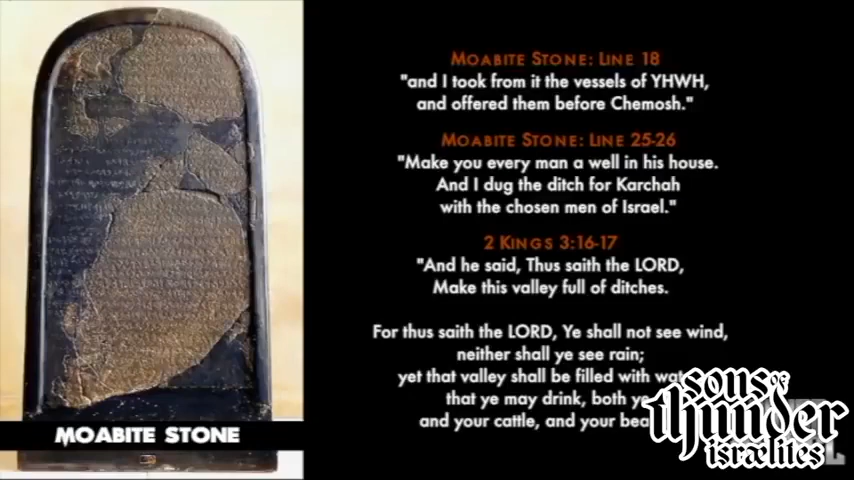 MOABITE STONE: LINE 18
"and I took from it the vessels of YHWH,
and offered them before Chemosh."
MOABITE STONE: LINE 25-26
"Make you every man a well in his house.
And I dug the ditch for Karchah
with the chosen men of Israel."
2 KINGS 3:16-17
"And he said, Thus saith the LORD,
Make this valley full of ditches.
For thus saith the LORD, Ye shall not see wind,
neither shall ye see rain;
yet that valley shall be filled with
that ye may drink, both
and your cattle, and your
MOABITE STONE
sons of
thunder
israelites